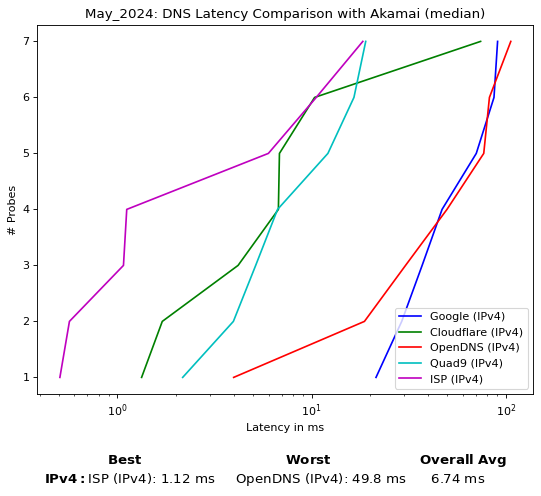 May_2024: DNS Latency Comparison with Akamai (median)
7
6
5
4
3
2
1
# Probes
10⁰
10¹
10²
Latency in ms
Google (IPv4)
Cloudflare (IPv4)
OpenDNS (IPv4)
Quad9 (IPv4)
ISP (IPv4)
Best Worst Overall Avg
IPv4: ISP (IPv4): 1.12 ms OpenDNS (IPv4): 49.8 ms 6.74 ms